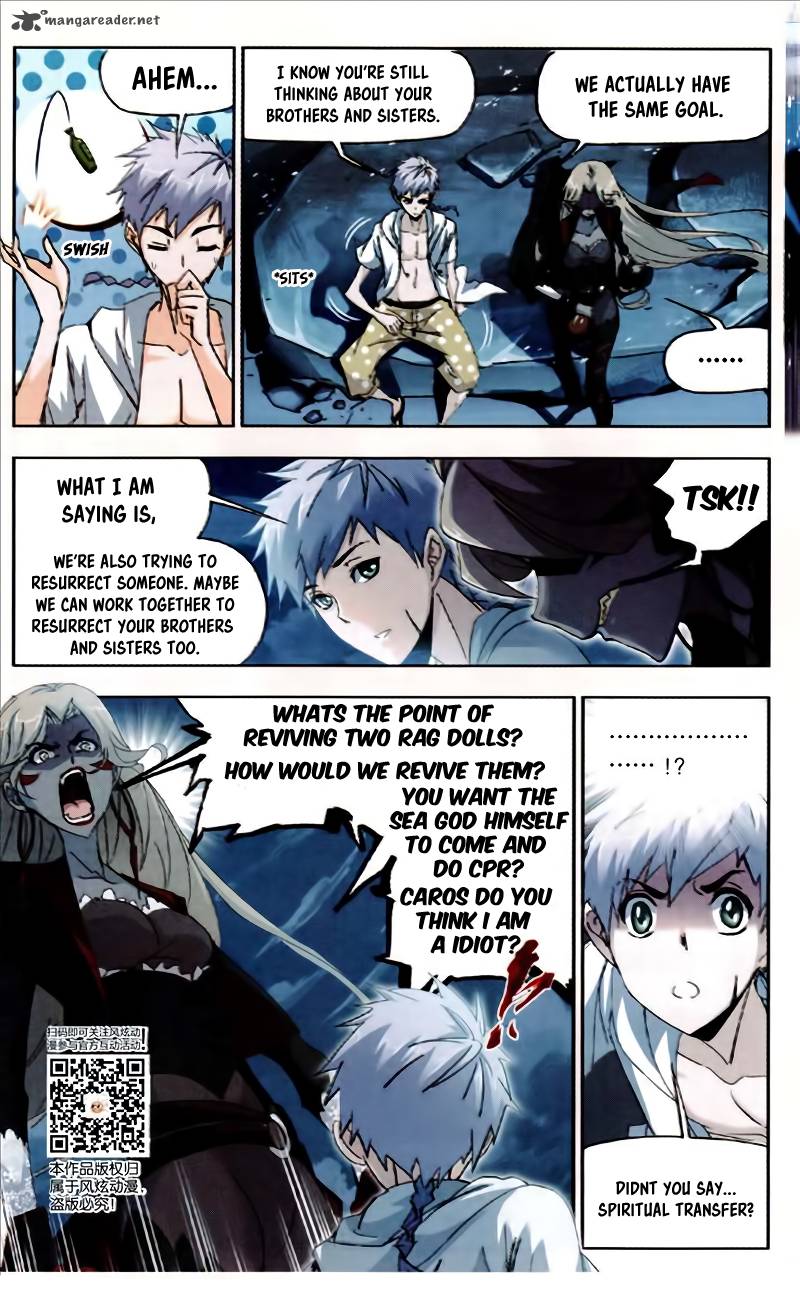 mangareader.net
AHEM...
SWISH
I KNOW YOU'RE STILL
THINKING ABOUT YOUR
BROTHERS AND SISTERS.
WE ACTUALLY HAVE
THE SAME GOAL.
*SITS*
......
WHAT I AM
SAYING IS,
WE'RE ALSO TRYING TO
RESURRECT SOMEONE. MAYBE
WE CAN WORK TOGETHER TO
RESURRECT YOUR BROTHERS
AND SISTERS TOO.
TSK!!
WHATS THE POINT OF
REVIVING TWO RAG DOLLS?
HOW WOULD WE REVIVE THEM?
YOU WANT THE
SEA GOD HIMSELF
TO COME AND
DO CPR?
CAROS DO YOU
THINK I AM
A IDIOT?
!
..................
...... !?
DIDNT YOU SAY...
SPIRITUAL TRANSFER?
扫码即可关注风炫动
漫参与官方互动活动!
本作品版权归
属于风炫动漫,
盗版必究!